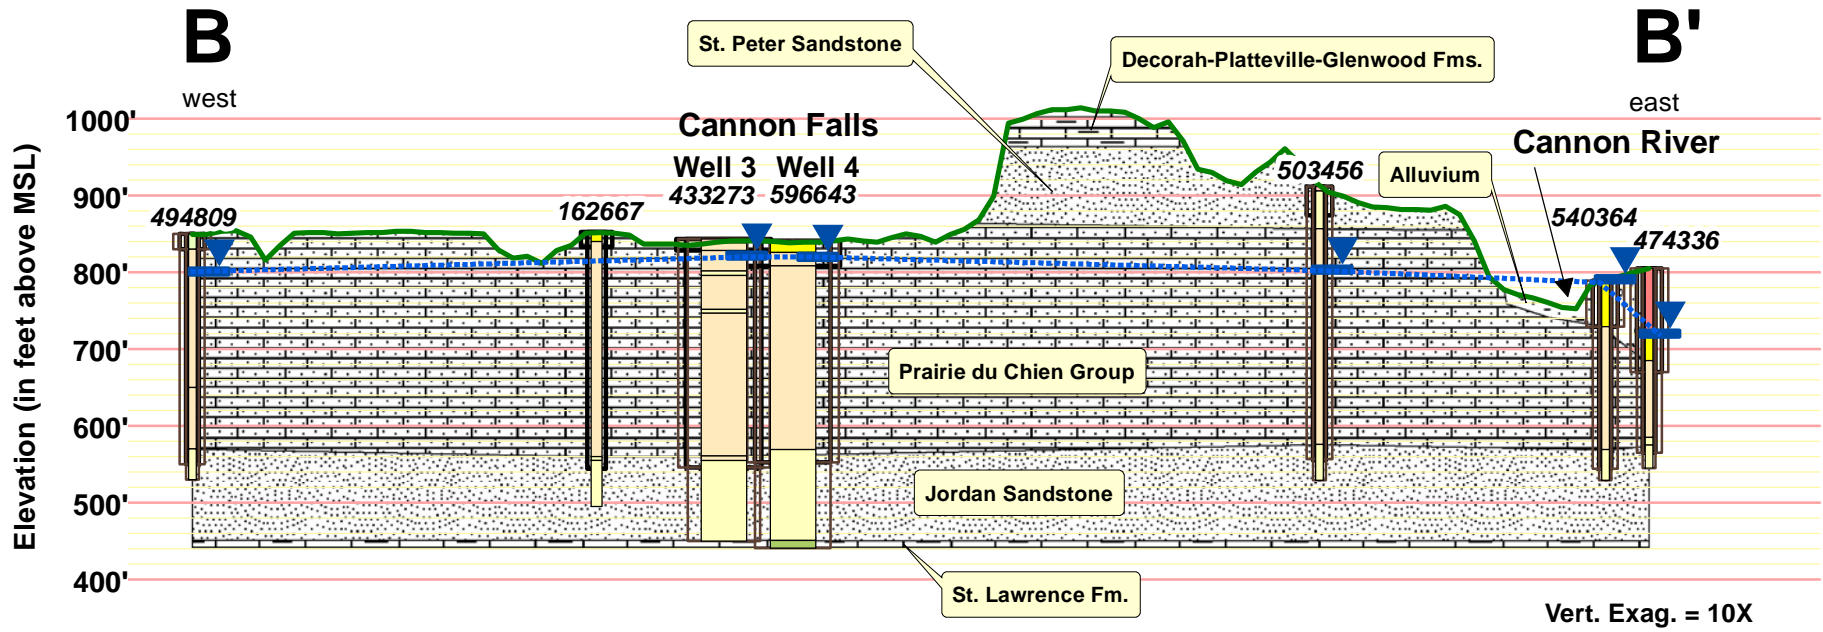 B
B'
west
east
St. Peter Sandstone
Decorah-Platteville-Glenwood Fms.
Cannon Falls
Well 3 Well 4
433273 596643
Cannon River
Alluvium
494809
162667
503456
540364
474336
Elevation (in feet above MSL)
1000'
900'
800'
700'
600'
500'
400'
Prairie du Chien Group
Jordan Sandstone
St. Lawrence Fm.
Vert. Exag. = 10X